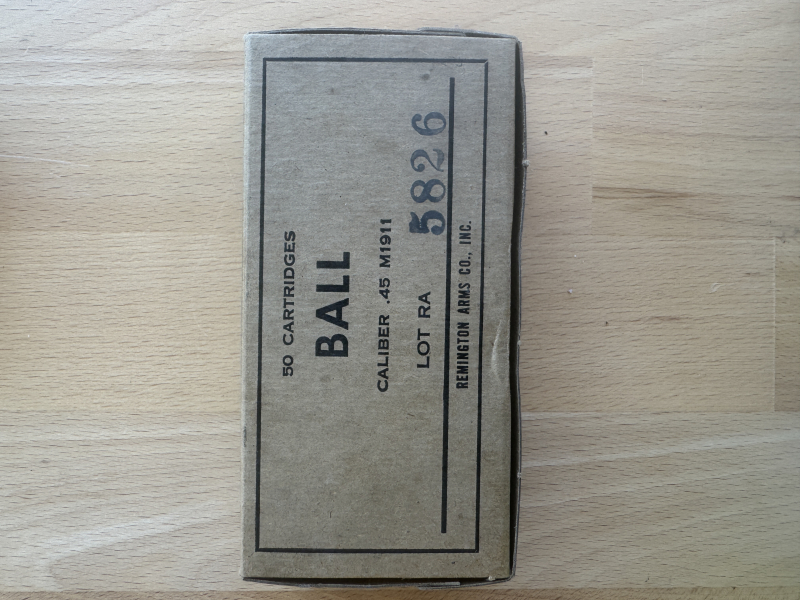 50 CARTRIDGES
BALL
CALIBER .45 M1911
LOT RA 5826
REMINGTON ARMS CO., INC.